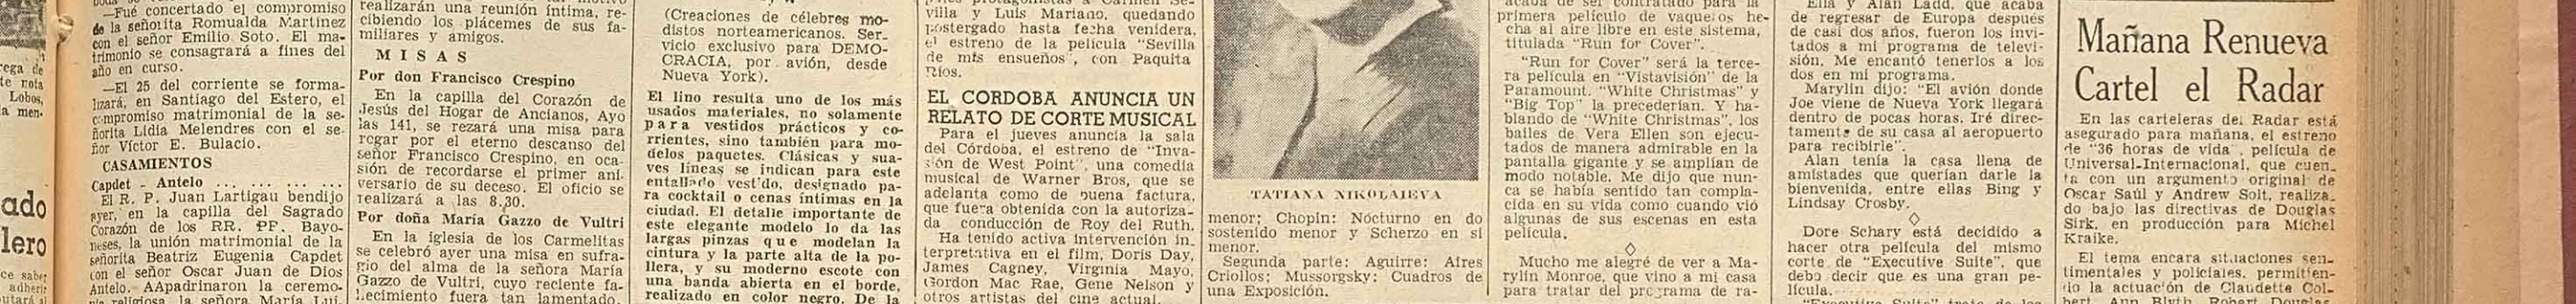 —Fué concertado el compromiso
de la señorita Romualda Martínez
con el señor Emilio Soto. El ma-
trimonio se consagrará a fines del
año en curso.
—El 25 del corriente se forma-
lizará, en Santiago del Estero, el
compromiso matrimonial de la se-
ñorita Lidia Melendres con el se-
ñor Víctor E. Bulacio.
CASAMIENTOS
Capdet - Antelo ... ... ... ...
El R. P. Juan Lartigau bendijo
ayer, en la capilla del Sagrado
Corazón de los RR. PP. Bayo-
neses, la unión matrimonial de la
señorita Beatriz Eugenia Capdet
con el señor Oscar Juan de Dios
Antelo. AApadrinaron la ceremo-
religiosa la señora María
realizarán una reunión íntima, re-
cibiendo los plácemes de sus fa-
miliares y amigos.
MISAS
Por don Francisco Crespino
En la capilla del Corazón de
Jesús del Hogar de Ancianos, Ayo
las 141, se rezará una misa para
rogar por el eterno descanso del
señor Francisco Crespino, en oca-
sión de recordarse el primer ani-
versario de su deceso. El oficio se
realizará a las 8,30.
Por doña María Gazzo de Vultri
En la iglesia de los Carmelitas
se celebró ayer una misa en sufra-
gio del alma de la señora María
Gazzo de Vultri, cuyo reciente fa-
llecimiento fuera tan lamentado.
(Creaciones de célebres mo-
distos norteamericanos. Ser-
vicio exclusivo para DEMO-
CRACIA, por avión, desde
Nueva York).
El lino resulta uno de los más
usados materiales, no solamente
para vestidos prácticos y co-
rrientes, sino también para mo-
delos paquetes. Clásicas y sua-
ves líneas se indican para este
entallado vest'do, designado pa-
ra cocktail o cenas íntimas en la
ciudad. El detalle importante de
este elegante modelo lo da las
largas pinzas que modelan la
cintura y la parte alta de la po-
llera, y su moderno escote con
una banda abierta en el borde,
realizado en color negro. De la
villa y Luis Mariano, quedando
postergado hasta fecha venidera,
el estreno de la película "Sevilla
de mis ensueños", con Paquita
Ríos.
EL CORDOBA ANUNCIA UN
RELATO DE CORTE MUSICAL
Para el jueves anuncia la sala
del Córdoba, el estreno de "Inva-
sión de West Point", una comedia
musical de Warner Bros, que se
adelanta como de buena factura,
que fuera obtenida con la autoriza-
da conducción de Roy del Ruth.
Ha tenido activa intervención in-
terpretativa en el film, Doris Day,
James Cagney, Virginia Mayo,
Gordon Mac Rae, Gene Nelson y
otros artistas del cine actual.
TATIANA NIKOLAIEVA
menor; Chopin: Nocturno en do
sostenido menor y Scherzo en si
menor.
Segunda parte: Aguirre: Aires
Criollos; Mussorgsky: Cuadros de
una Exposición.
acaba de ser contratado para la
primera película de vaqueros he-
cha al aire libre en este sistema,
titulada "Run for Cover".
"Run for Cover" será la terce-
ra película en "Vistavisión" de la
Paramount. "White Christmas" y
"Big Top" la precederían. Y ha-
blando de "White Christmas", los
bailes de Vera Ellen son ejecu-
tados de manera admirable en la
pantalla gigante y se amplían de
modo notable. Me dijo que nun-
ca se había sentido tan compla-
cida en su vida como cuando vió
algunas de sus escenas en esta
película.
◊
Mucho me alegré de ver a Ma-
rylín Monroe, que vino a mi casa
para tratar del programa de ra-
Ella y Alan Ladd, que acaba
de regresar de Europa después
de casi dos años, fueron los invi-
tados a mi programa de televi-
sión. Me encantó tenerlos a los
dos en mi programa.
Marylín dijo: "El avión donde
Joe viene de Nueva York llegará
dentro de pocas horas. Iré direc-
tamente de su casa al aeropuerto
para recibirle".
Alan tenía la casa llena de
amistades que querían darle la
bienvenida, entre ellas Bing y
Lindsay Crosby.
◊
Dore Schary está decidido a
hacer otra película del mismo
corte de "Executive Suite", que
debo decir que es una gran pe-
lícula.
Mañana Renueva
Cartel el Radar
En las carteleras del Radar está
asegurado para mañana, el estreno
de "36 horas de vida", película de
Universal-Internacional, que cuen-
ta con un argumento original de
Oscar Saúl y Andrew Solt, realiza-
do bajo las directivas de Douglas
Sirk, en producción para Michel
Kraike.
El tema encara situaciones sen-
timentales y policiales, permitien-
do la actuación de Claudette Col-
bert, Ann Blyth, Robert Douglas